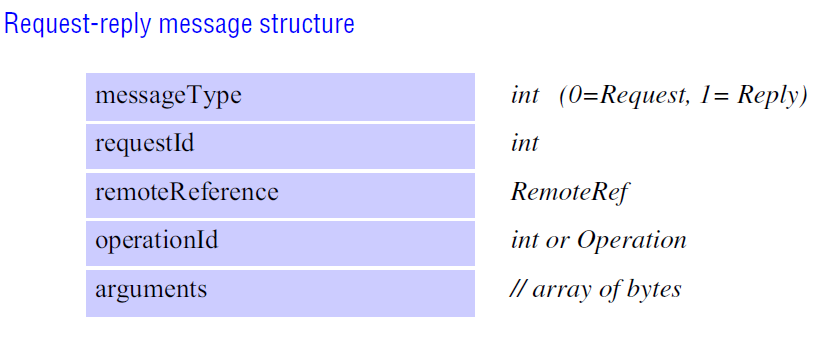 Request-reply message structure
messageType int (0=Request, 1= Reply)
requestId int
remoteReference RemoteRef
operationId int or Operation
arguments // array of bytes